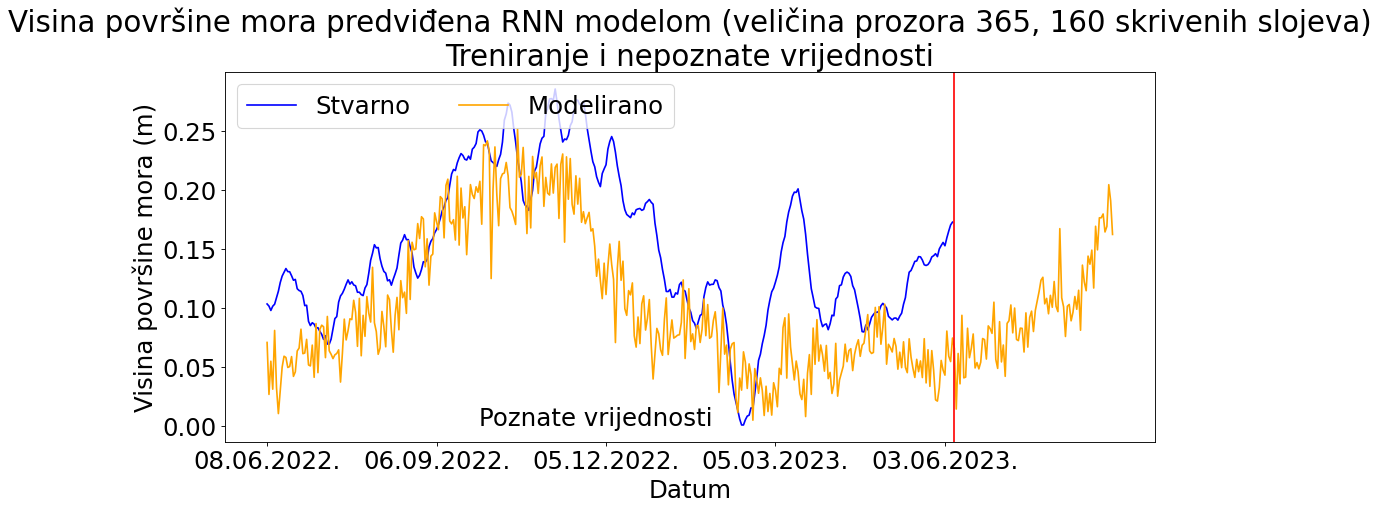 Visina površine mora predviđena RNN modelom (veličina prozora 365, 160 skrivenih slojeva)
Treniranje i nepoznate vrijednosti
Stvarno
Modelirano
Visina površine mora (m)
0.25
0.20
0.15
0.10
0.05
0.00
Poznate vrijednosti
08.06.2022.
06.09.2022.
05.12.2022.
05.03.2023.
03.06.2023.
Datum